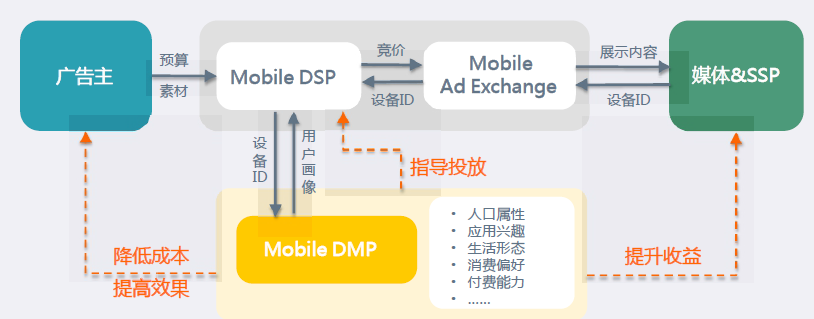 广告主
预算
素材
Mobile DSP
竞价
设备ID
Mobile
Ad Exchange
展示内容
设备ID
媒体&SSP
设备ID
用户画像
指导投放
降低成本
提高效果
Mobile DMP
• 人口属性
• 应用兴趣
• 生活形态
• 消费偏好
• 付费能力
• ......
提升收益